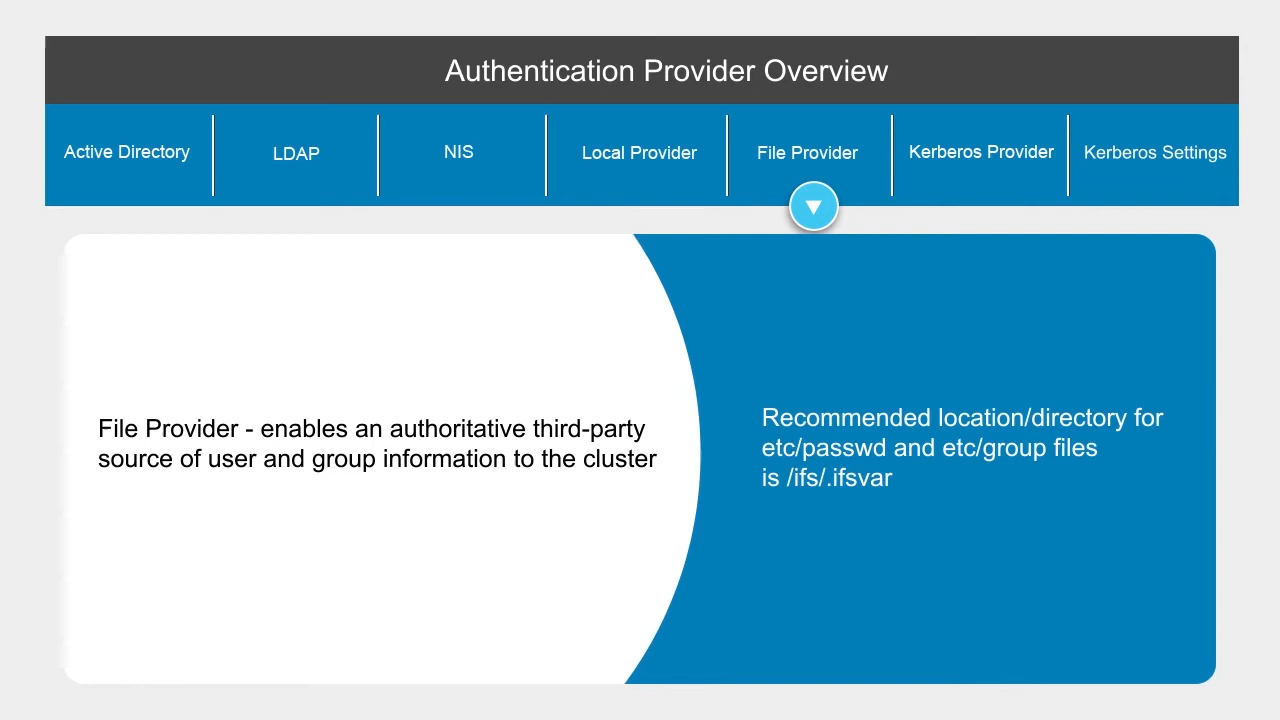 Authentication Provider Overview
Active Directory
LDAP
NIS
Local Provider
File Provider
Kerberos Provider
Kerberos Settings
File Provider - enables an authoritative third-party
source of user and group information to the cluster
Recommended location/directory for
etc/passwd and etc/group files
is /ifs/.ifsvar